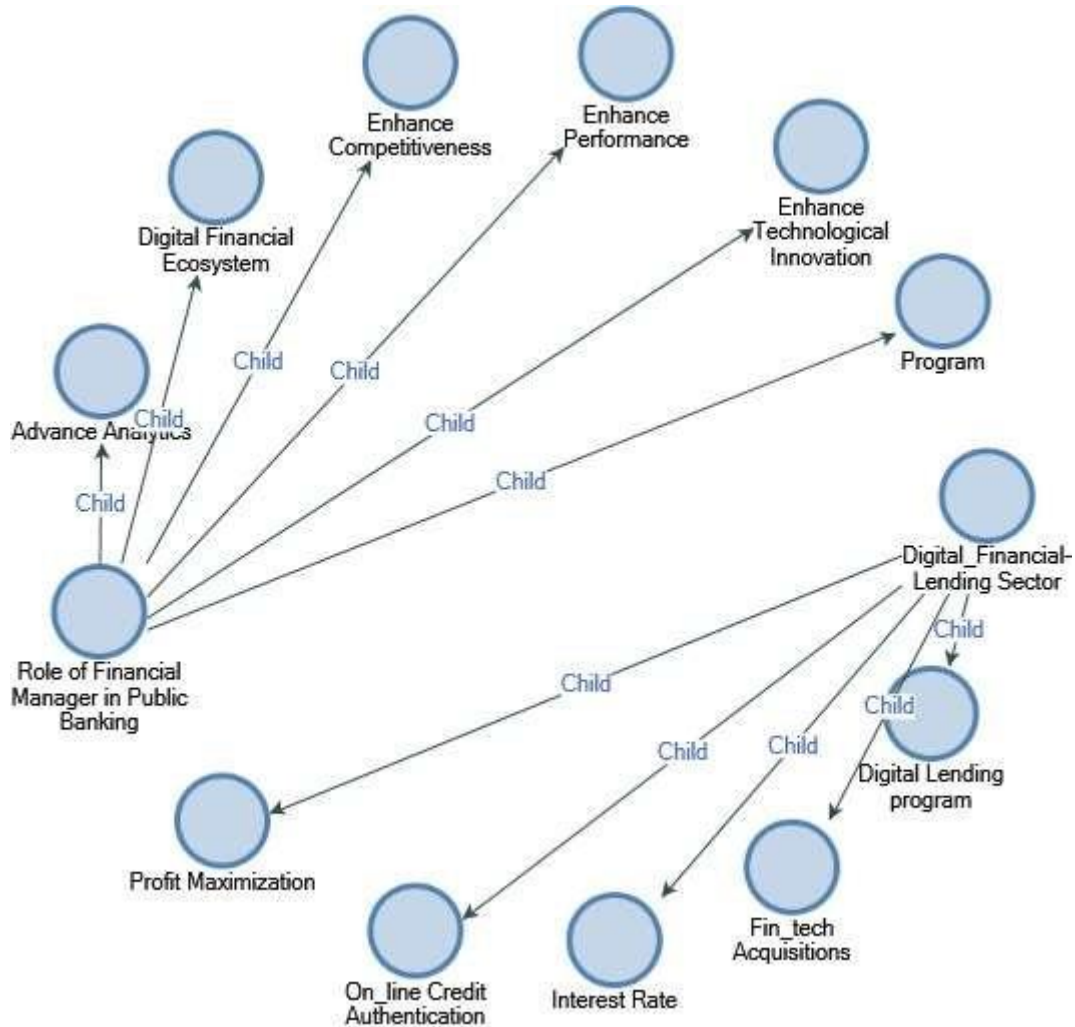 Enhance
Competitiveness
Enhance
Performance
Enhance
Technological
Innovation
Digital Financial
Ecosystem
Program
Child
Child
Advance Analytics
Child
Child
Child
Child
Digital_Financial-
Lending Sector
Child
Role of Financial
Manager in Public
Banking
Child
Child
Child
Child
Digital Lending
program
Profit Maximization
Fin_tech
Acquisitions
On_line Credit
Authentication
Interest Rate